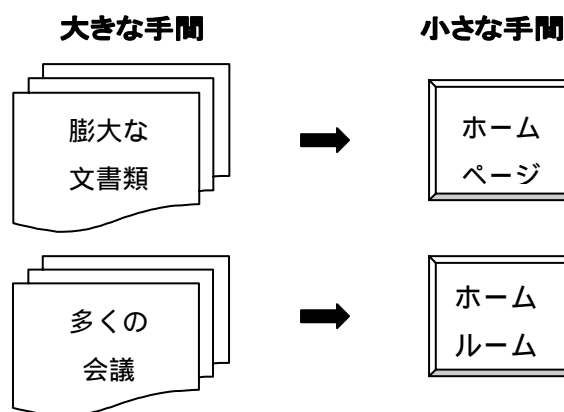 大きな手間
小さな手間
膨大な
文書類
ホーム
ページ
多くの
会議
ホーム
ルーム